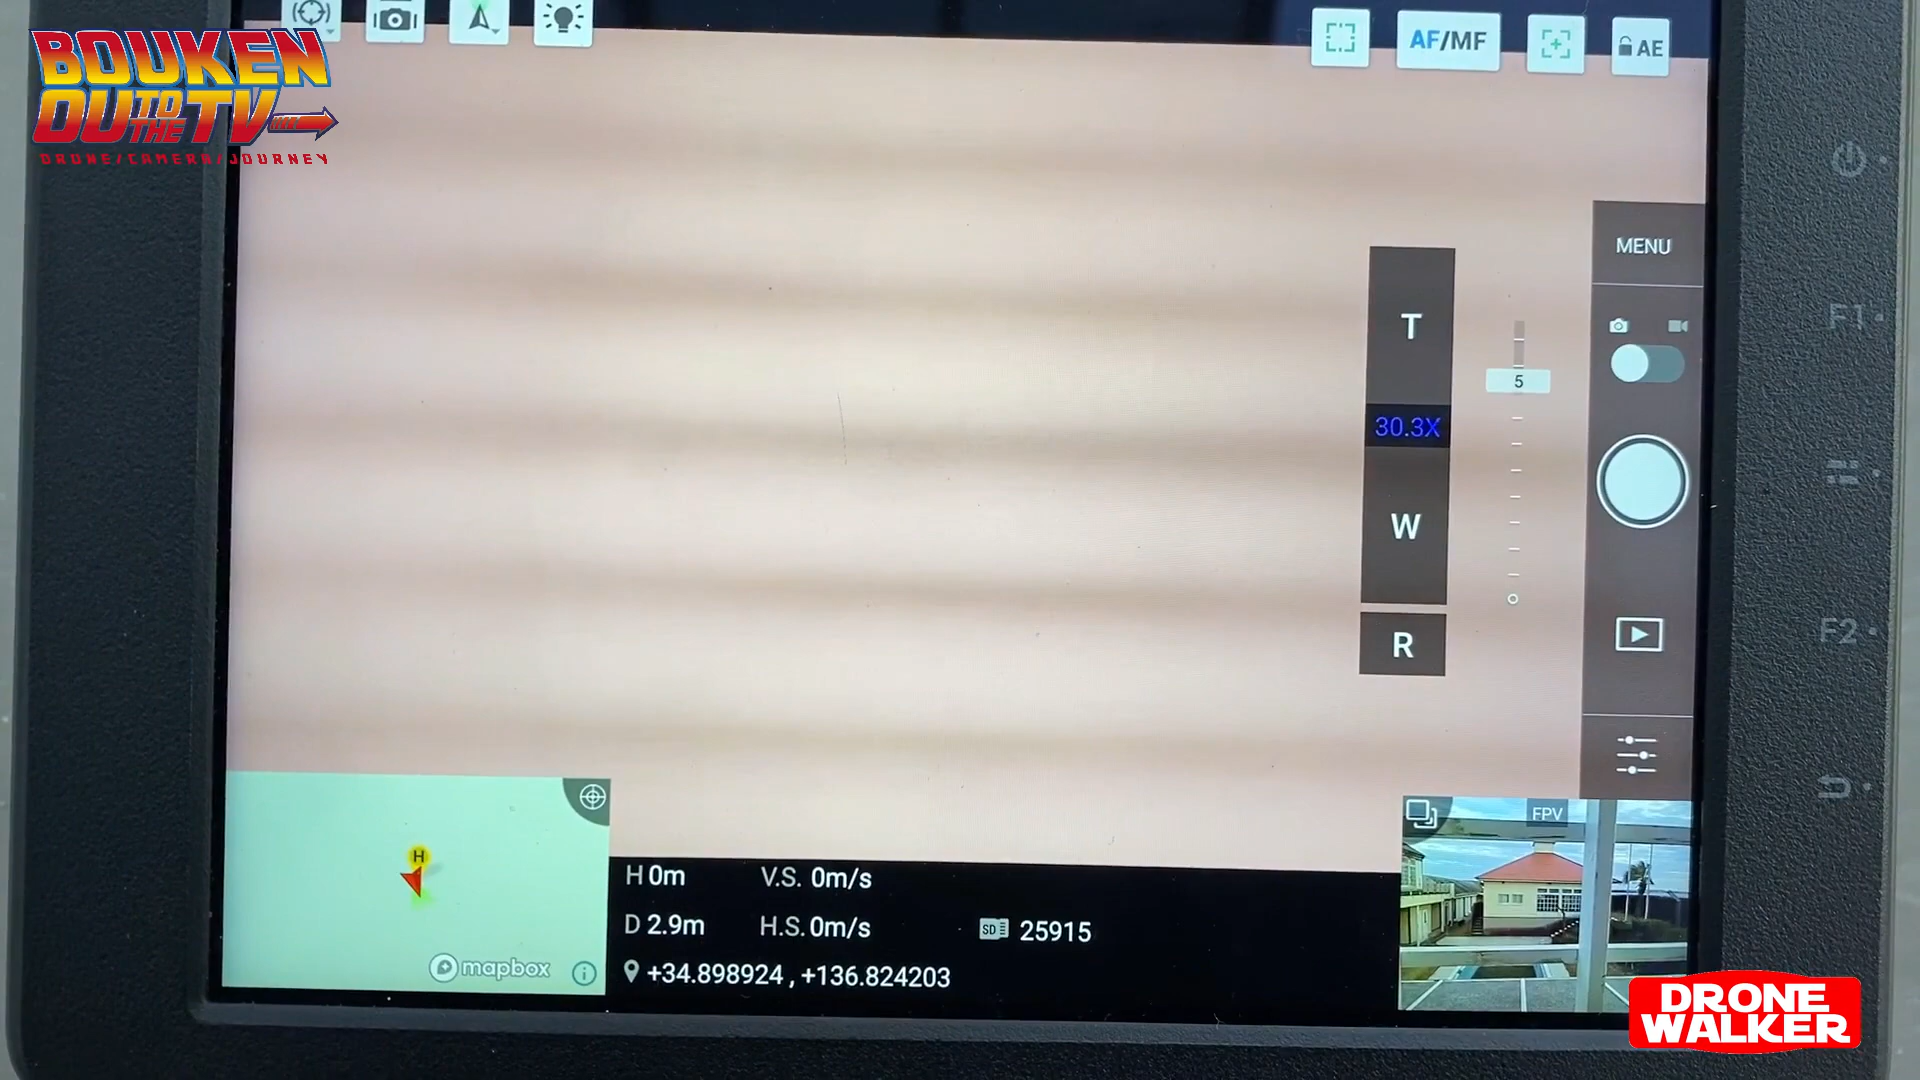 BOUKEN
OU TO THE TV
DRONE/CAMERA/JOURNEY
AF/MF
AE
MENU
T
5
30.3X
W
R
F1
F2
H
mapbox
FPV
H 0m
V.S. 0m/s
D 2.9m
H.S. 0m/s
SD
25915
+34.898924 , +136.824203
DRONE
WALKER